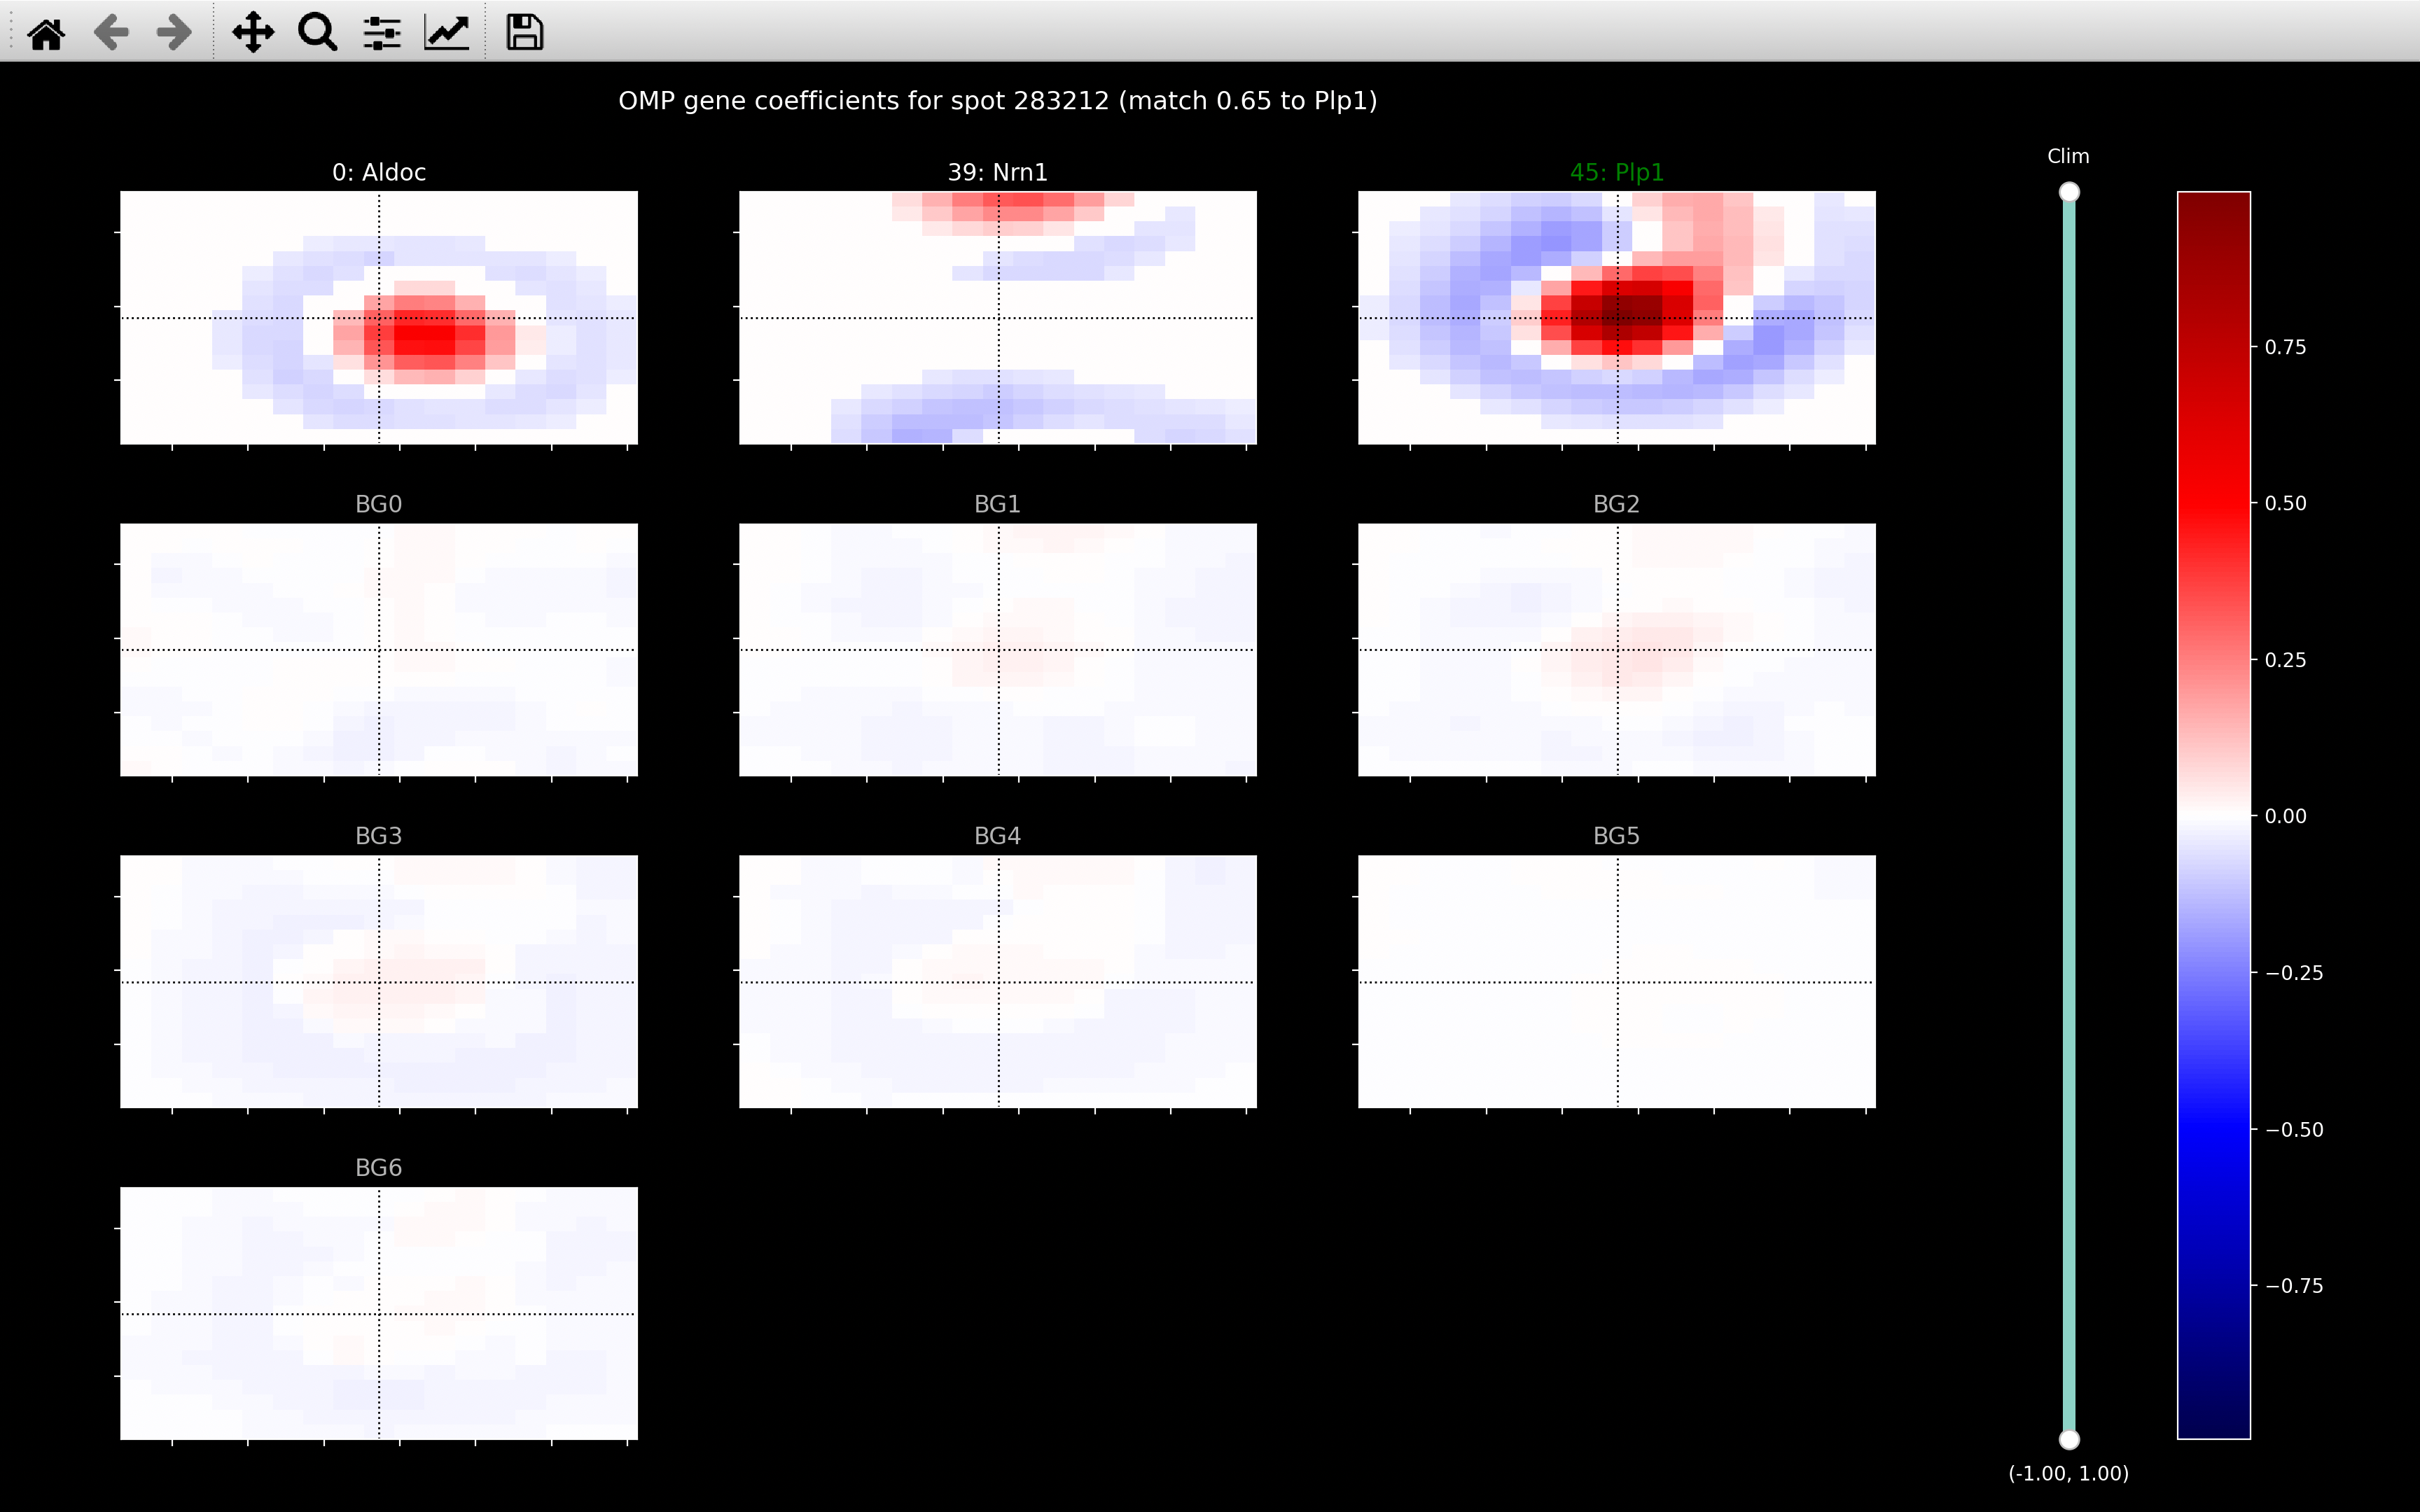 OMP gene coefficients for spot 283212 (match 0.65 to Plp1)
0: Aldoc
39: Nrn1
45: Plp1
Clim
BG0
BG1
BG2
BG3
BG4
BG5
BG6
0.75
0.50
0.25
0.00
−0.25
−0.50
−0.75
(-1.00, 1.00)